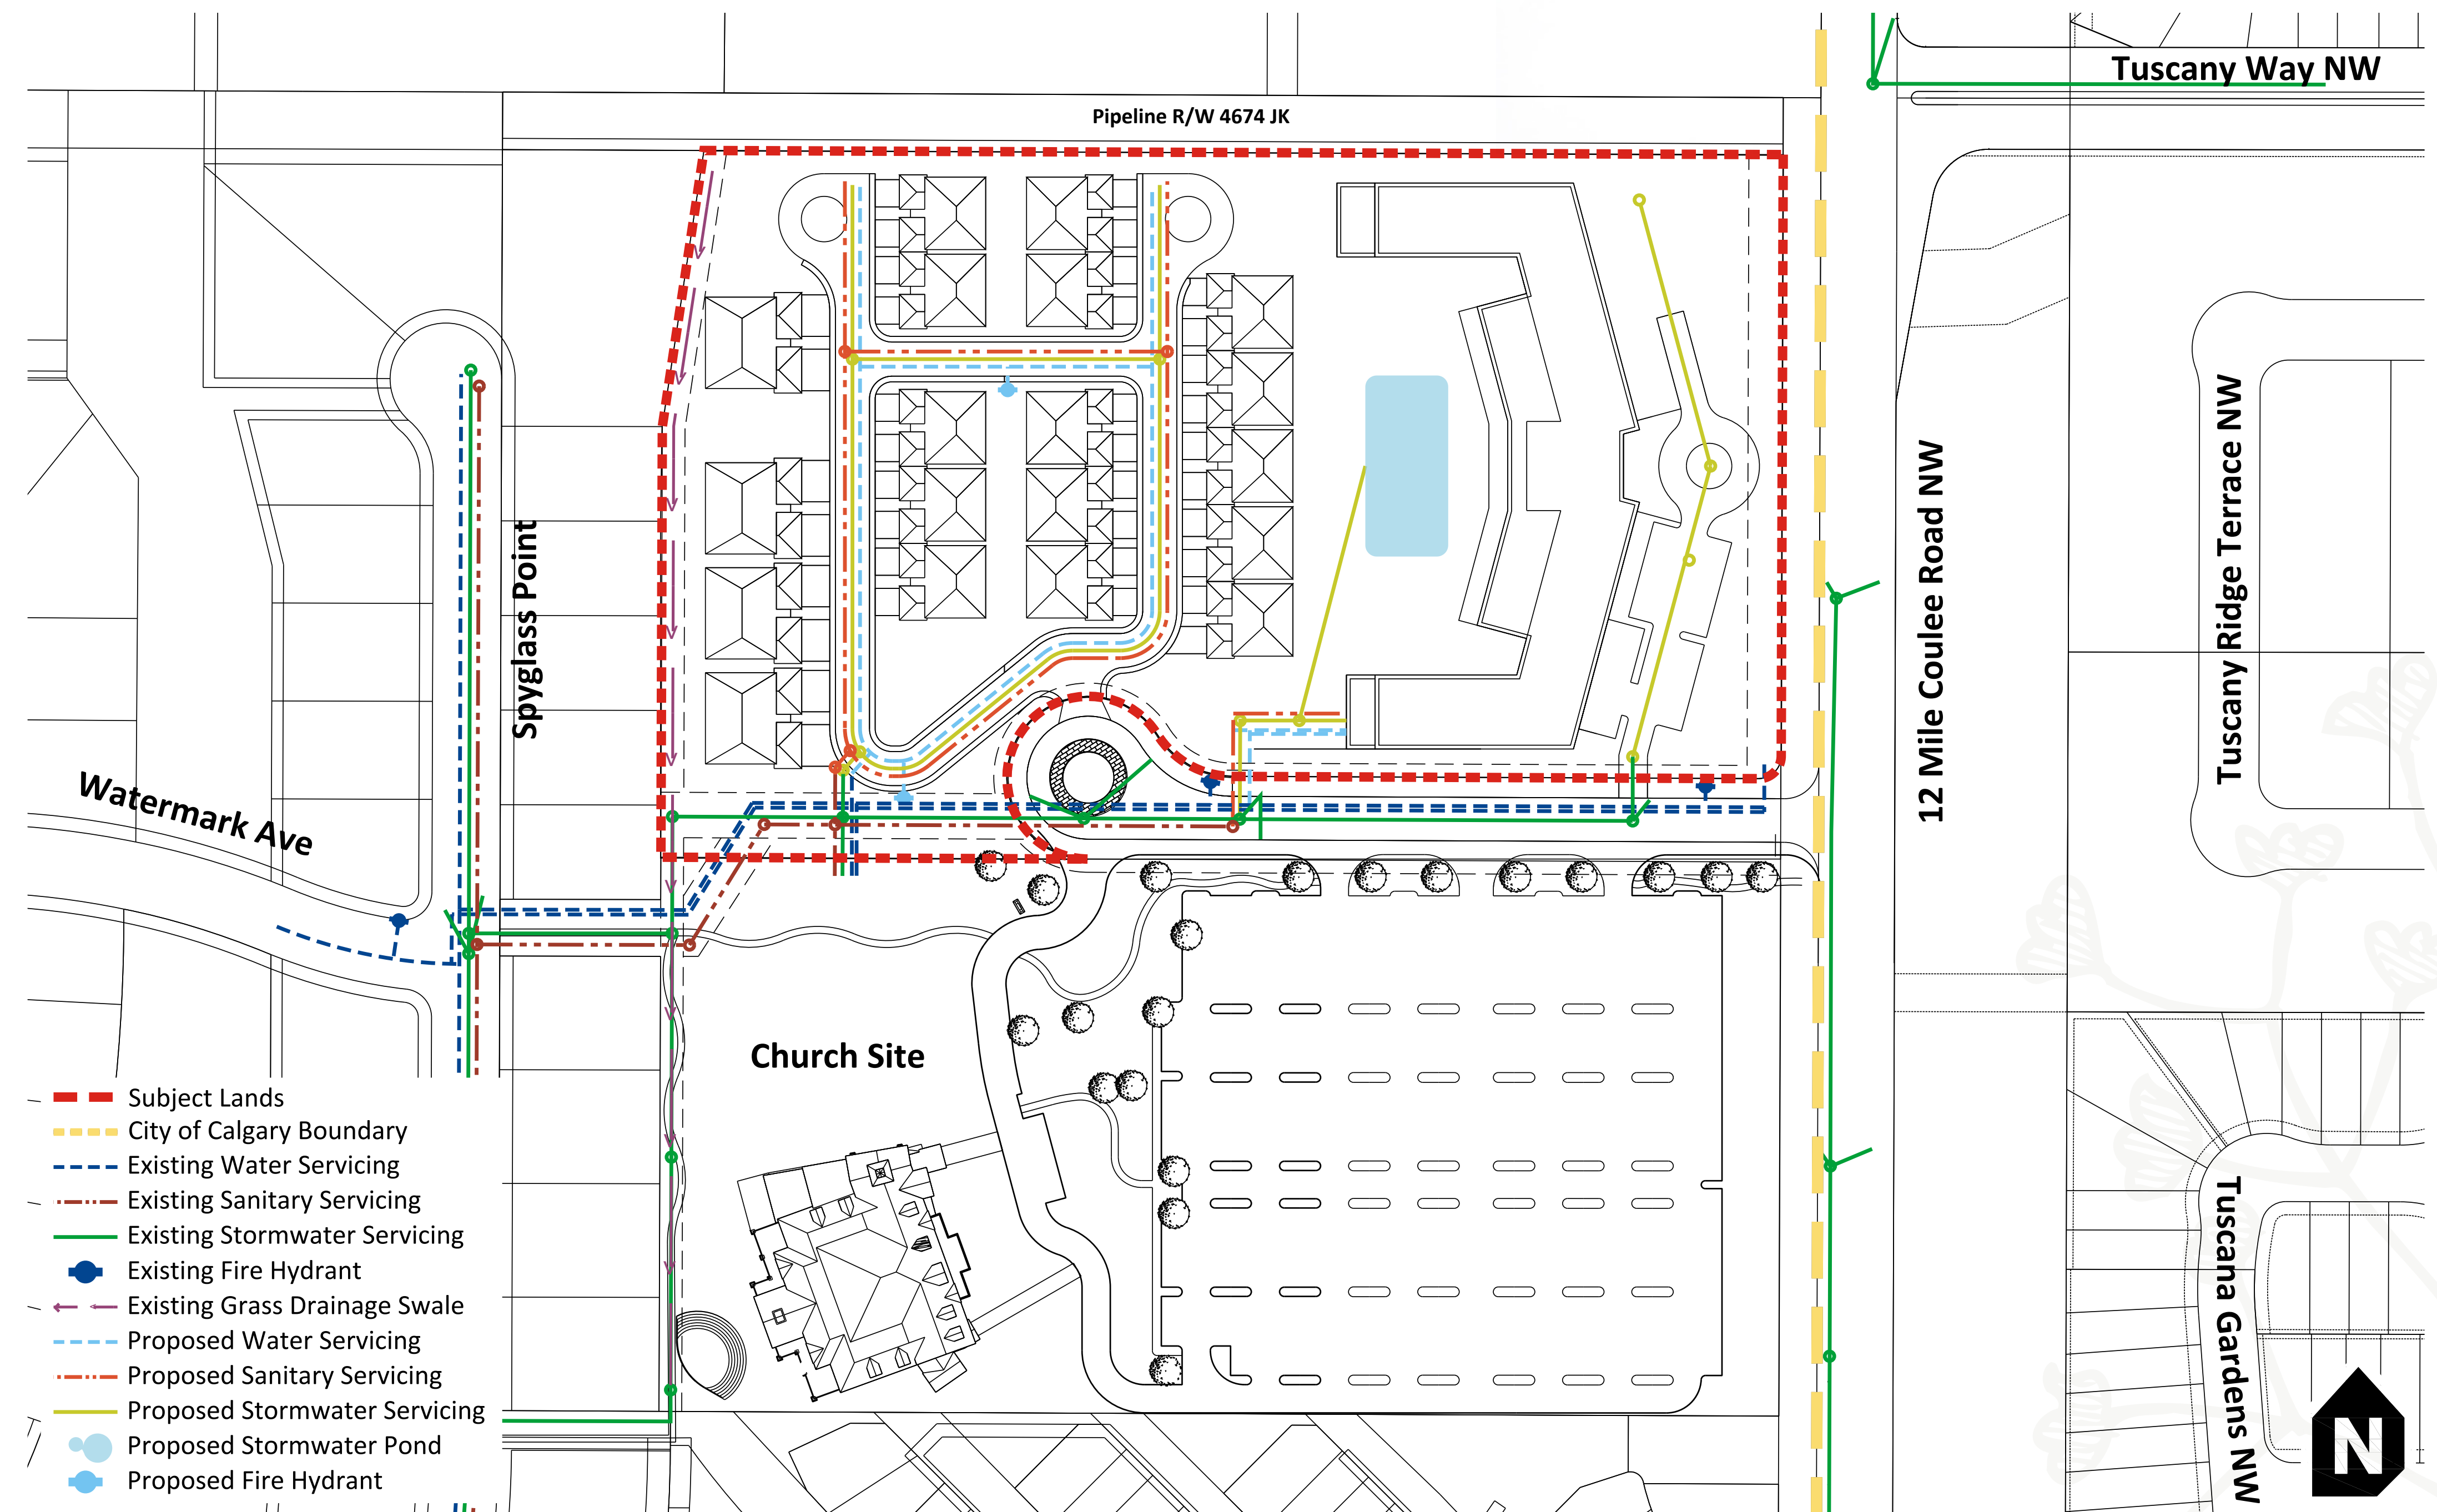 Tuscany Way NW
Pipeline R/W 4674 JK
12 Mile Coulee Road NW
Tuscany Ridge Terrace NW
Spyglass Point
Watermark Ave
Church Site
Tuscana Gardens NW
Subject Lands
City of Calgary Boundary
Existing Water Servicing
Existing Sanitary Servicing
Existing Stormwater Servicing
Existing Fire Hydrant
Existing Grass Drainage Swale
Proposed Water Servicing
Proposed Sanitary Servicing
Proposed Stormwater Servicing
Proposed Stormwater Pond
Proposed Fire Hydrant
N